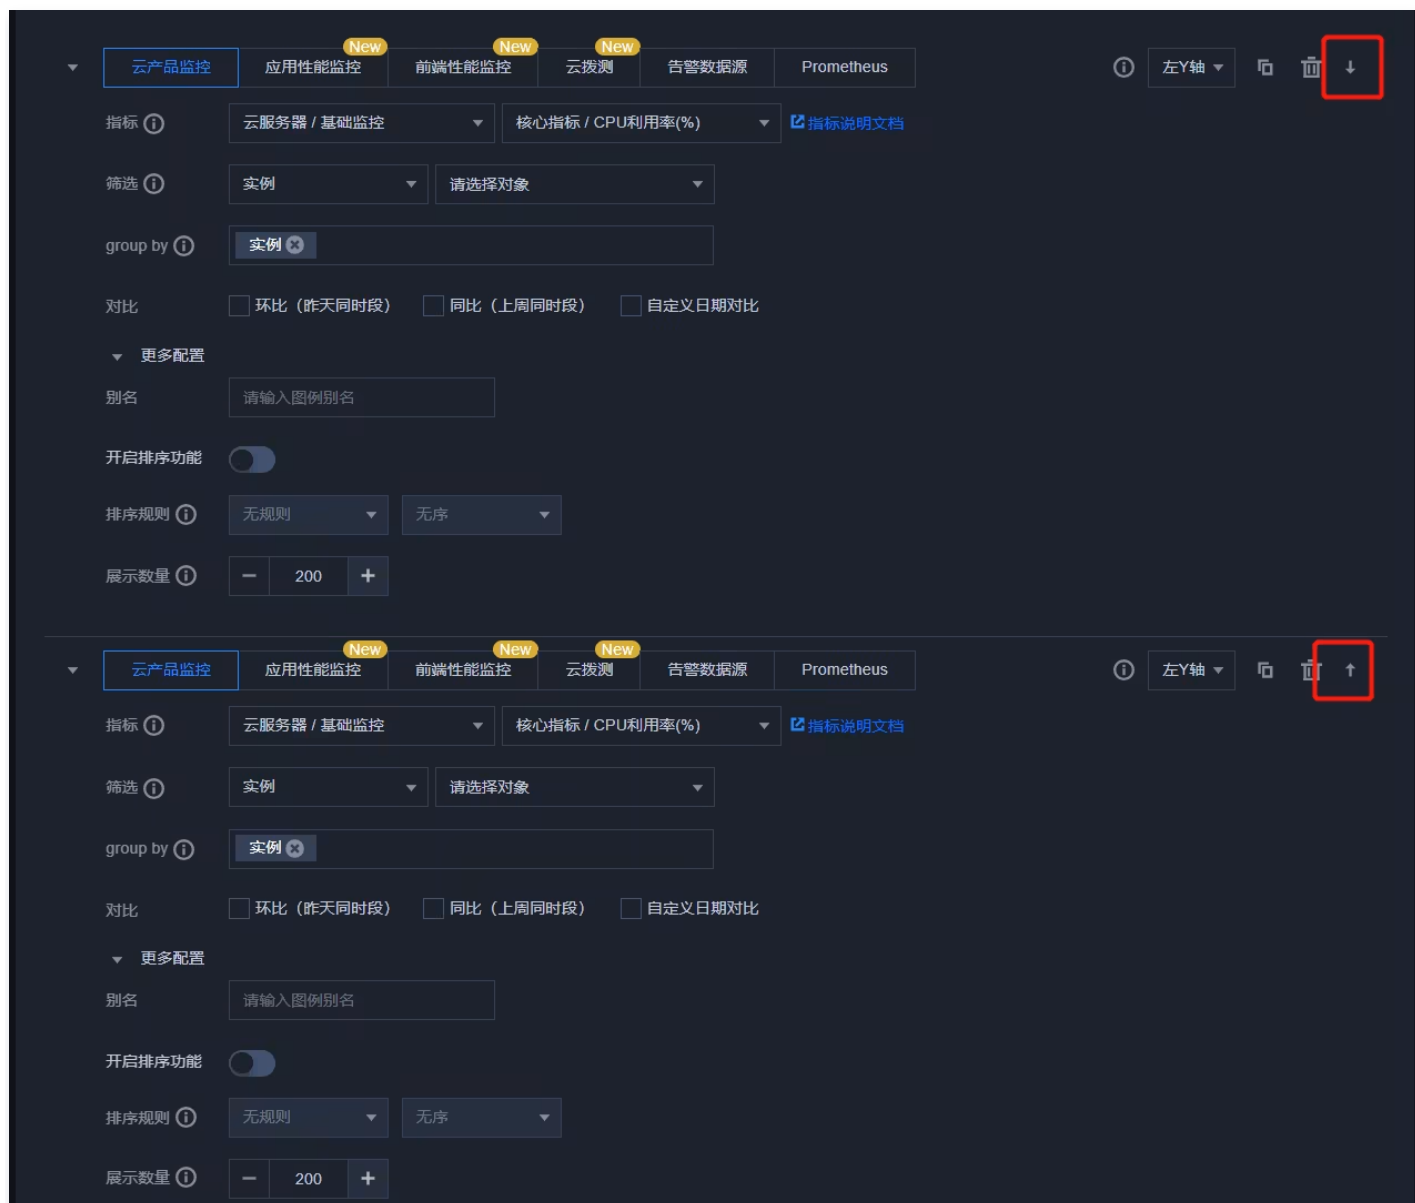 New New New
云产品监控 应用性能监控 前端性能监控 云拨测 告警数据源 Prometheus 左Y轴
指标 云服务器 / 基础监控 核心指标 / CPU利用率(%) 指标说明文档
筛选 实例 请选择对象
group by 实例
对比 环比（昨天同时段） 同比（上周同时段） 自定义日期对比
更多配置
别名 请输入图例别名
开启排序功能
排序规则 无规则 无序
展示数量 200
New New New
云产品监控 应用性能监控 前端性能监控 云拨测 告警数据源 Prometheus 左Y轴
指标 云服务器 / 基础监控 核心指标 / CPU利用率(%) 指标说明文档
筛选 实例 请选择对象
group by 实例
对比 环比（昨天同时段） 同比（上周同时段） 自定义日期对比
更多配置
别名 请输入图例别名
开启排序功能
排序规则 无规则 无序
展示数量 200